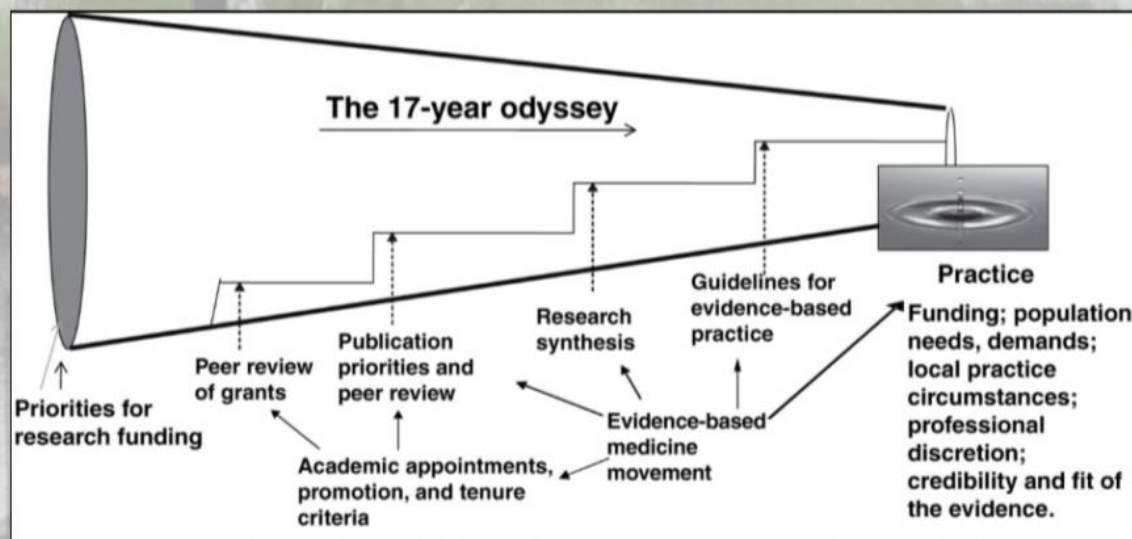 The 17-year odyssey
Priorities for
research funding
Peer review
of grants
Publication
priorities and
peer review
Research
synthesis
Guidelines for
evidence-based
practice
Academic appointments,
promotion, and tenure
criteria
Evidence-based
medicine
movement
Practice
Funding; population
needs, demands;
local practice
circumstances;
professional
discretion;
credibility and fit of
the evidence.